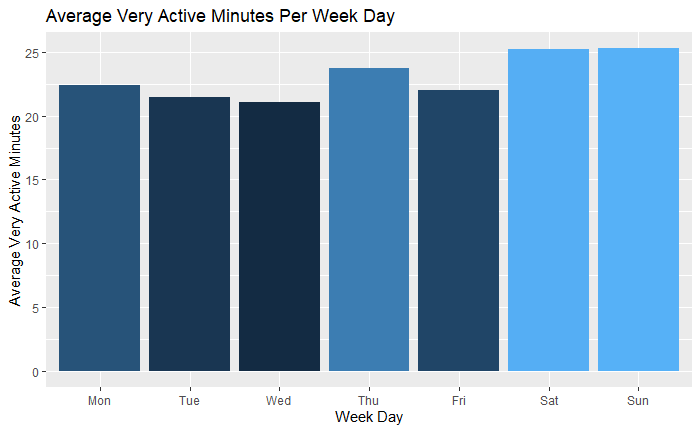 Average Very Active Minutes Per Week Day
Average Very Active Minutes
25
20
15
10
5
0
Mon Tue Wed Thu Fri Sat Sun
Week Day